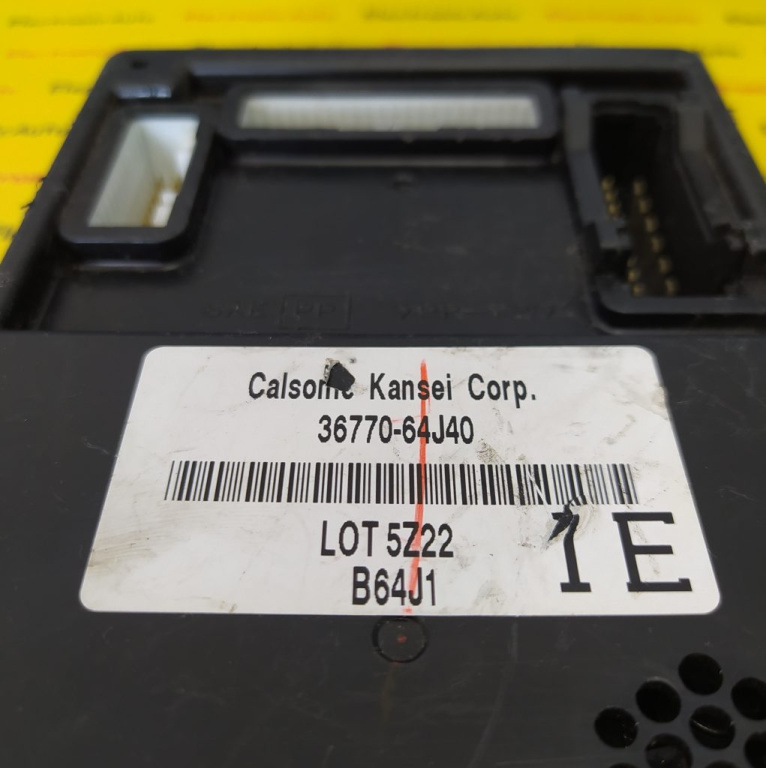 Calsonic Kansei Corp.
36770-64J40
LOT 5Z22
B64J1
1E